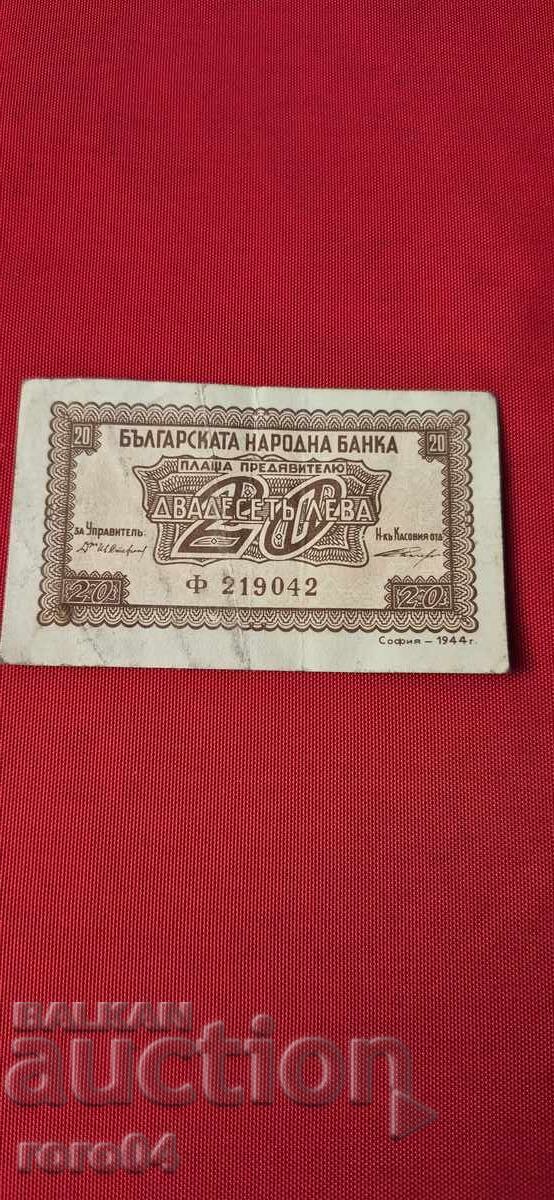 20 БЪЛГАРСКАТА НАРОДНА БАНКА 20
ПЛАЩА ПРЕДЯВИТЕЛЮ
20
ДВАДЕСЕТЬ ЛЕВА
за Управитель:
Н-къ Касовия отд.
Ф 219042
20
20
София — 1944 г.
BALKAN
auction
roro04